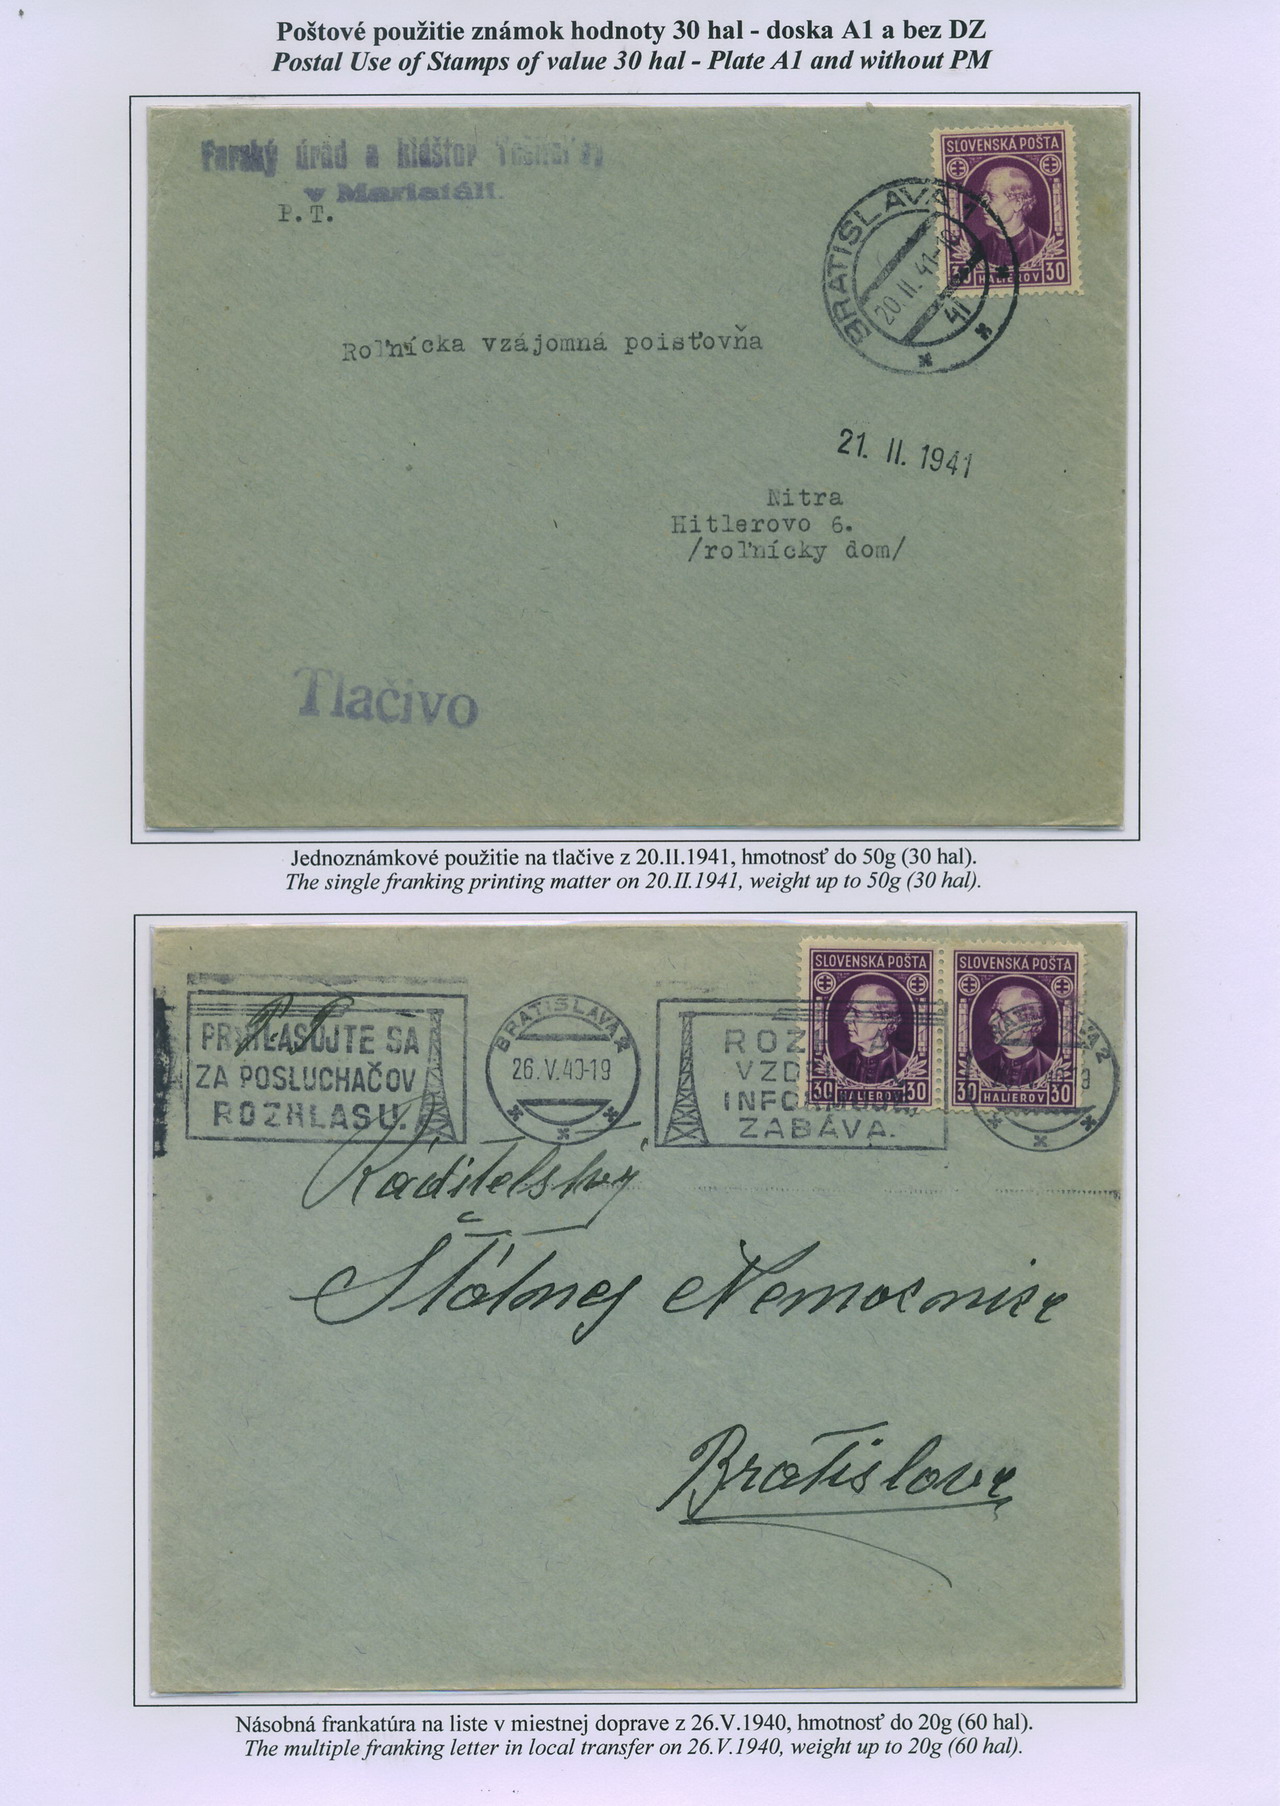 Poštové použitie známok hodnoty 30 hal - doska A1 a bez DZ
Postal Use of Stamps of value 30 hal - Plate A1 and without PM
Farský úrad a kláštor
v Mariatáli.
P.T.
SLOVENSKÁ POŠTA
30 HALIEROV 30
BRATISLAVA 1
20.II.41-18
4i
Roľnícka vzájomná poisťovňa
21. II. 1941
Nitra
Hitlerovo 6.
/roľnícky dom/
Tlačivo
Jednoznámkové použitie na tlačive z 20.II.1941, hmotnosť do 50g (30 hal).
The single franking printing matter on 20.II.1941, weight up to 50g (30 hal).
SLOVENSKÁ POŠTA
30 HALIEROV 30
SLOVENSKÁ POŠTA
30 HALIEROV 30
PRIHLASUJTE SA
ZA POSLUCHAČOV
ROZHLASU.
BRATISLAVA 2
26.V.40-19
ZABÁVA.
Riaditeľstvu
Štátnej Nemocnice
Bratislava
Násobná frankatúra na liste v miestnej doprave z 26.V.1940, hmotnosť do 20g (60 hal).
The multiple franking letter in local transfer on 26.V.1940, weight up to 20g (60 hal).